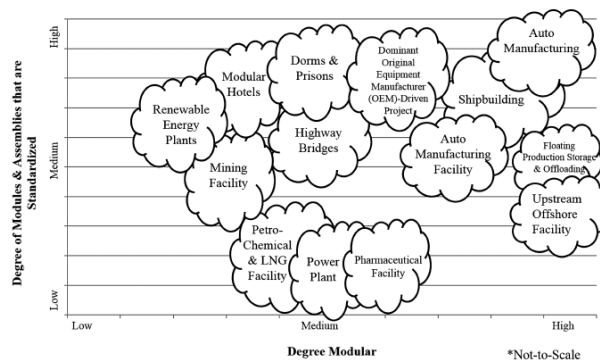 Degree of Modules & Assemblies that are
Standardized
High
Medium
Low
Auto
Manufacturing
Dorms &
Prisons
Dominant
Original
Equipment
Manufacturer
(OEM)-Driven
Project
Modular
Hotels
Shipbuilding
Renewable
Energy
Plants
Highway
Bridges
Auto
Manufacturing
Facility
Floating
Production Storage
& Offloading
Mining
Facility
Upstream
Offshore
Facility
Petro-
Chemical
& LNG
Facility
Power
Plant
Pharmaceutical
Facility
Low
Medium
High
Degree Modular
*Not-to-Scale